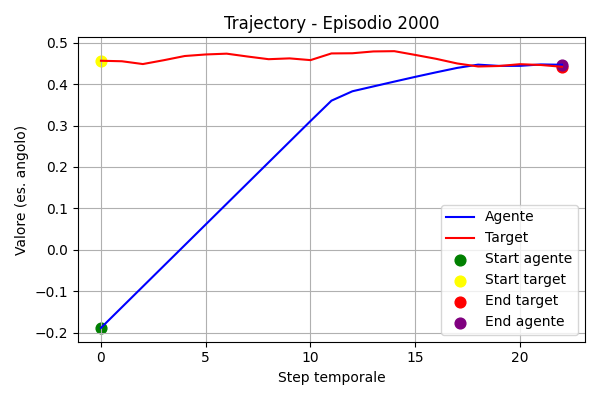 Trajectory - Episodio 2000
Valore (es. angolo)
0.5
0.4
0.3
0.2
0.1
0.0
−0.1
−0.2
0
5
10
15
20
Step temporale
Agente
Target
Start agente
Start target
End target
End agente